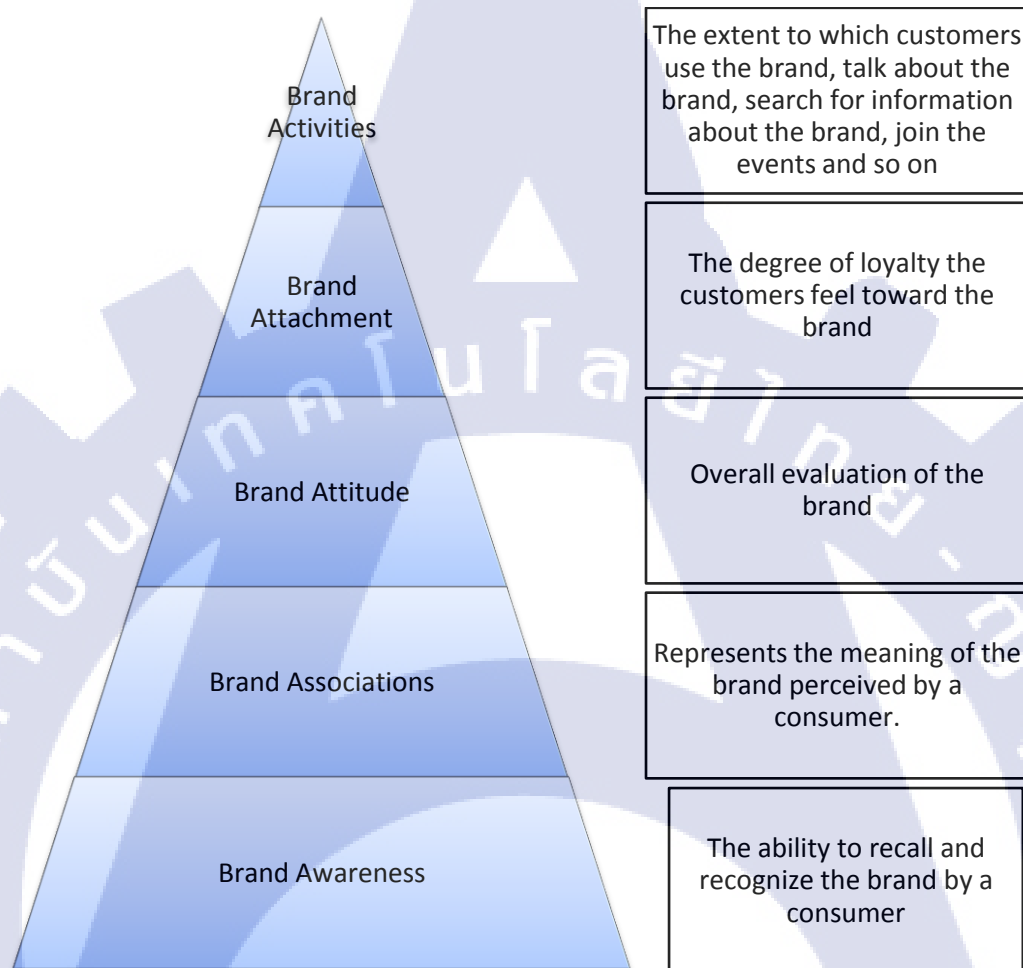 Brand
Activities
The extent to which customers
use the brand, talk about the
brand, search for information
about the brand, join the
events and so on
Brand
Attachment
The degree of loyalty the
customers feel toward the
brand
Brand Attitude
Overall evaluation of the
brand
Brand Associations
Represents the meaning of the
brand perceived by a
consumer.
Brand Awareness
The ability to recall and
recognize the brand by a
consumer